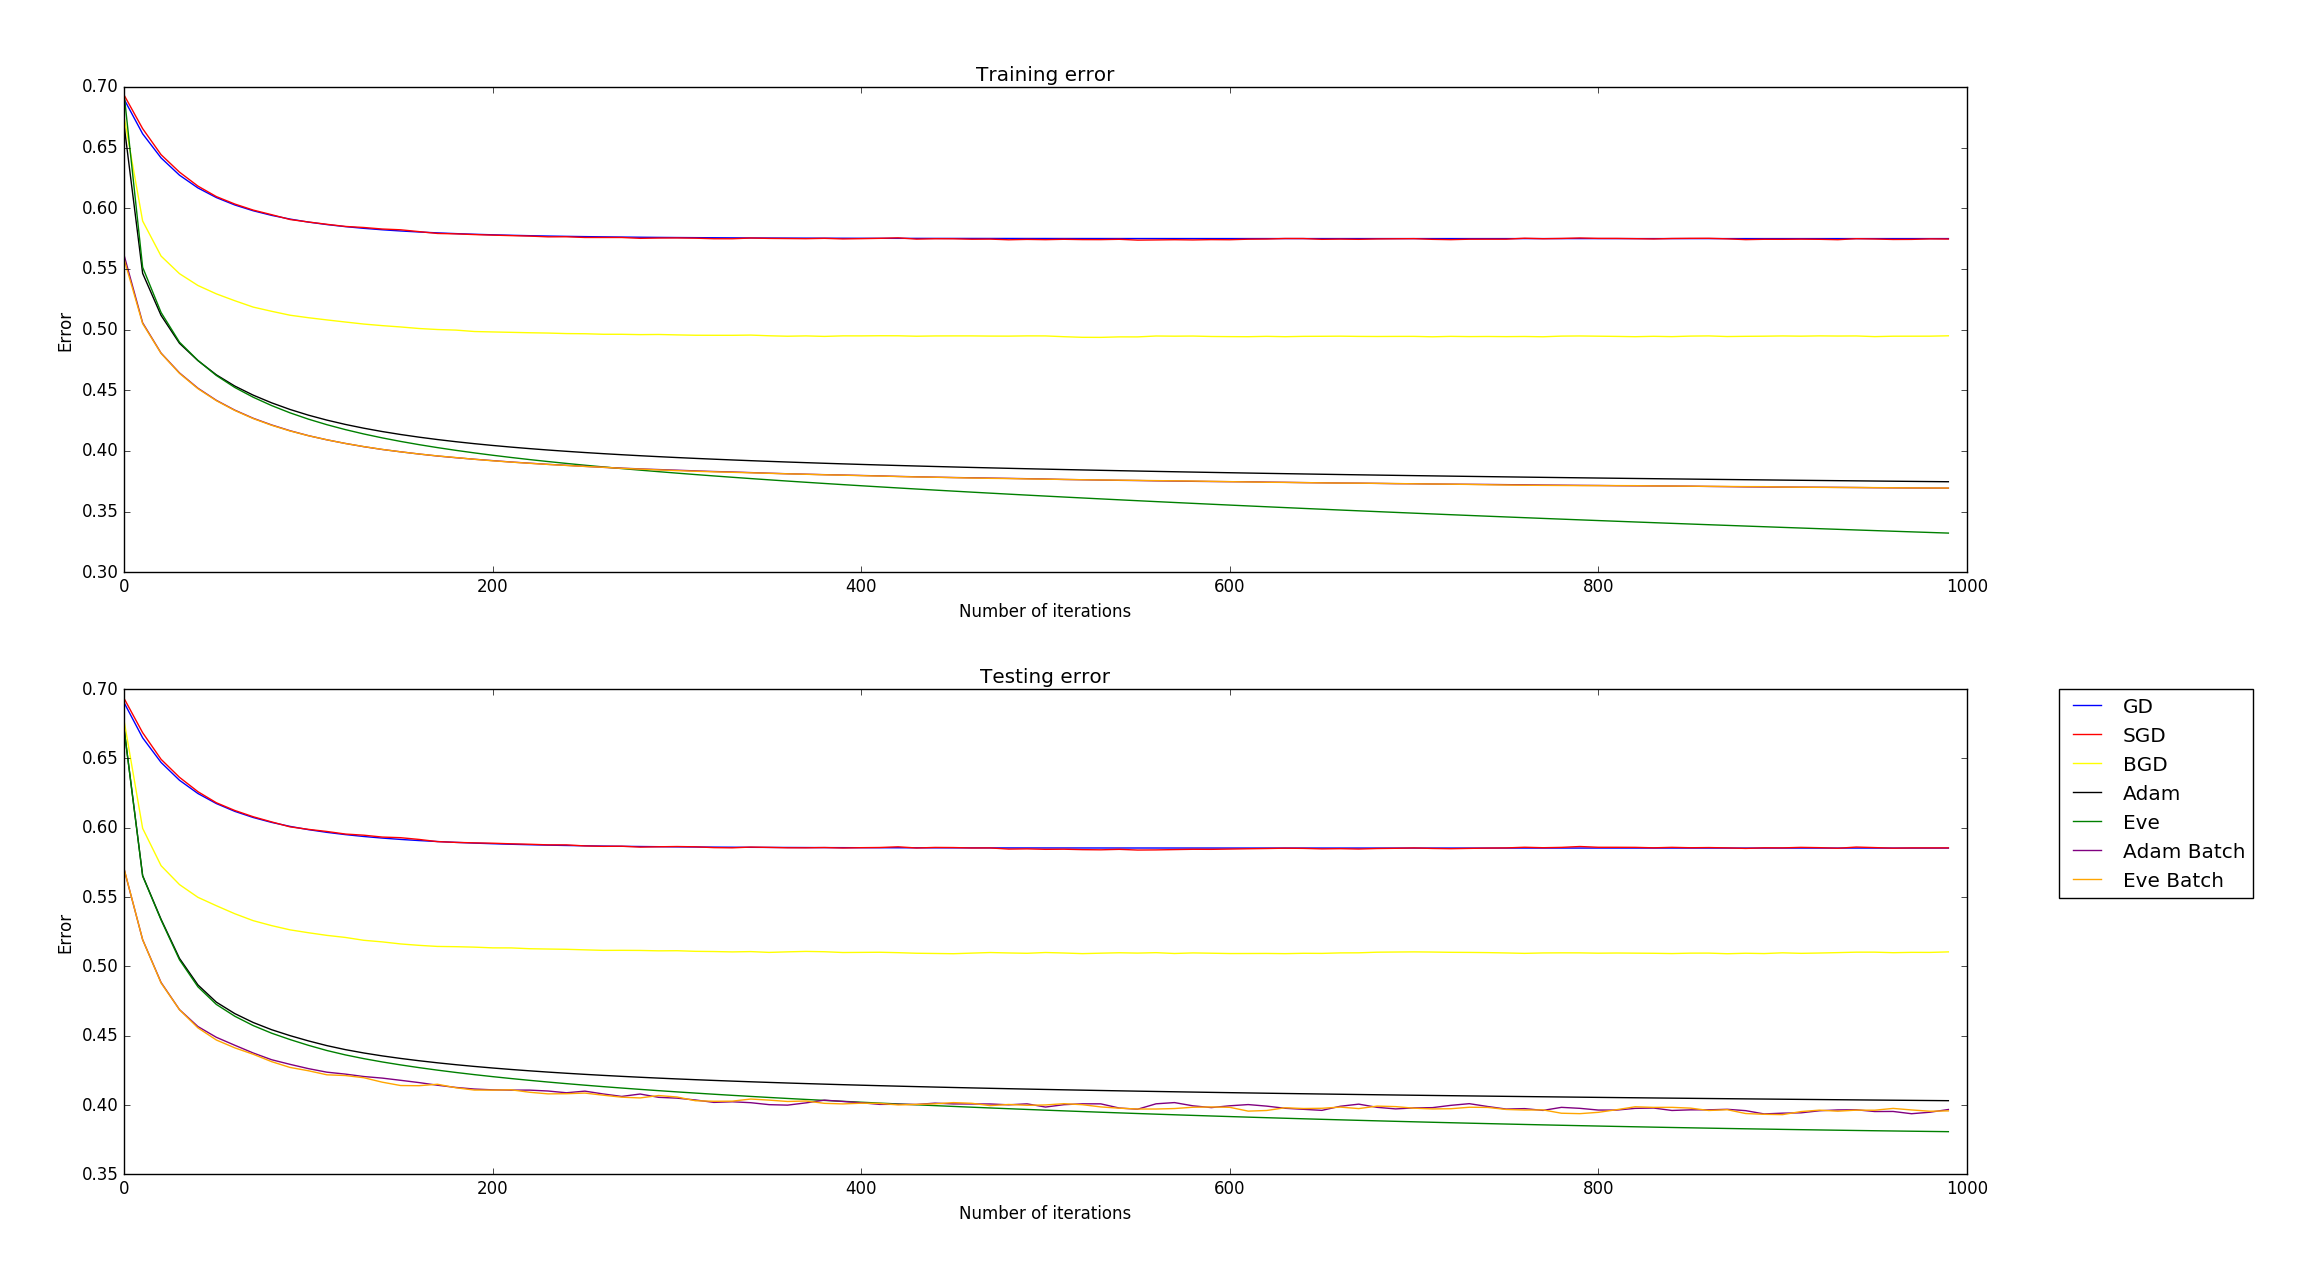 Training error
0.70
0.65
0.60
0.55
0.50
0.45
0.40
0.35
0.30
Error
0 200 400 600 800 1000
Number of iterations
Testing error
0.70
0.65
0.60
0.55
0.50
0.45
0.40
0.35
Error
0 200 400 600 800 1000
Number of iterations
GD
SGD
BGD
Adam
Eve
Adam Batch
Eve Batch